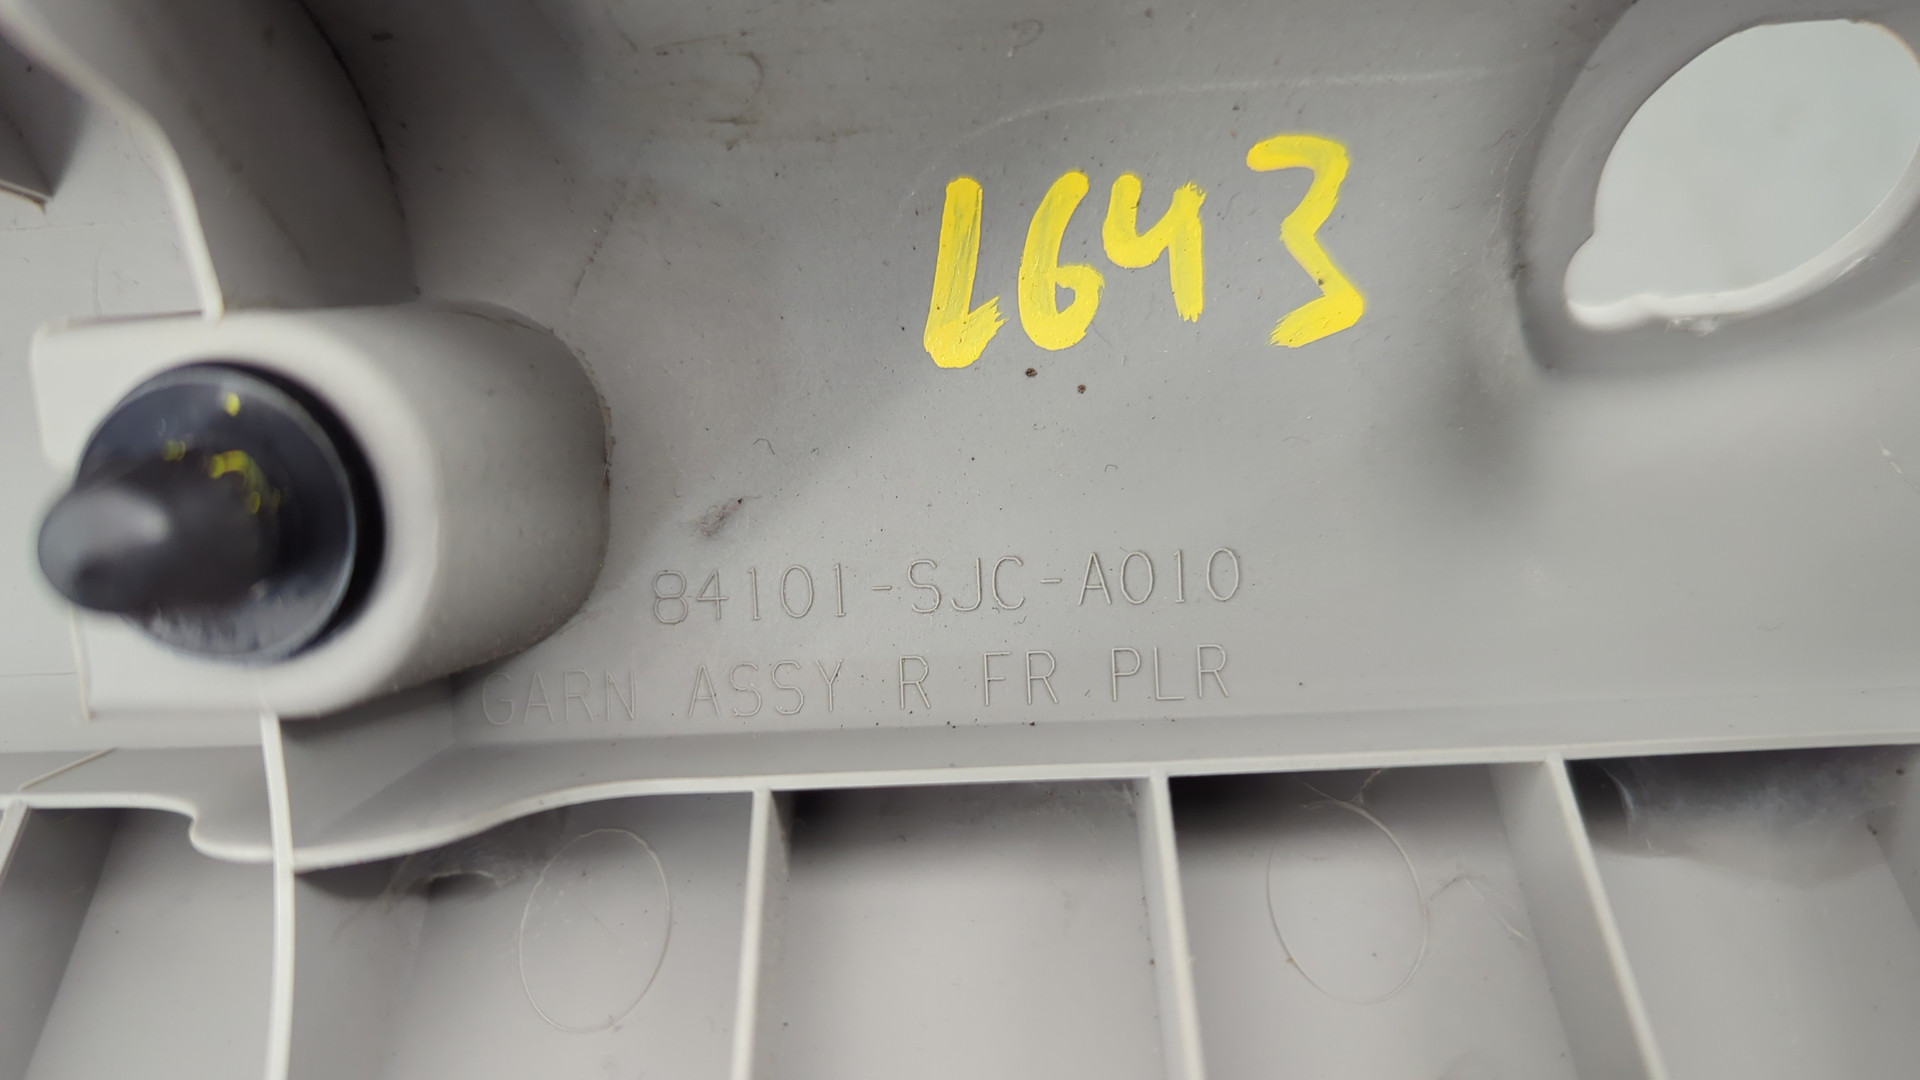 L643
84101-SJC-A010
GARN ASSY R FR PLR